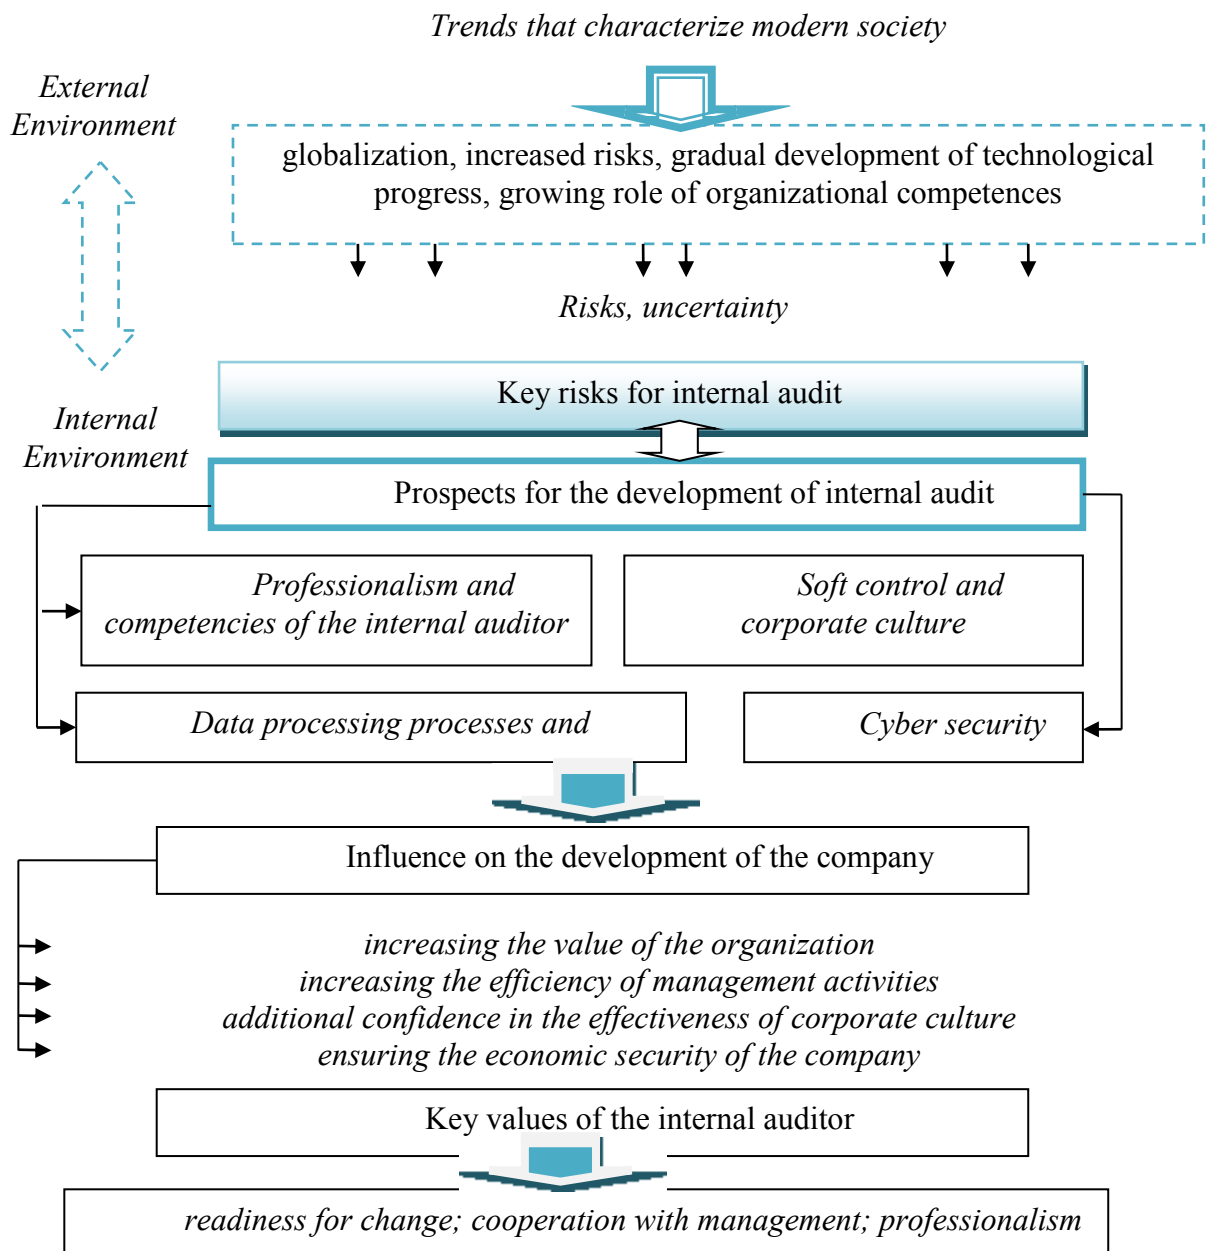 Trends that characterize modern society
External
Environment
globalization, increased risks, gradual development of technological
progress, growing role of organizational competences
Risks, uncertainty
Key risks for internal audit
Internal
Environment
Prospects for the development of internal audit
Professionalism and
competencies of the internal auditor
Soft control and
corporate culture
Data processing processes and
Cyber security
Influence on the development of the company
increasing the value of the organization
increasing the efficiency of management activities
additional confidence in the effectiveness of corporate culture
ensuring the economic security of the company
Key values of the internal auditor
readiness for change; cooperation with management; professionalism